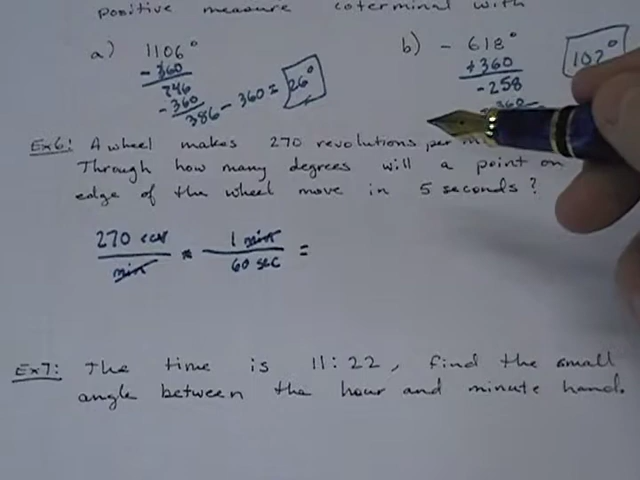 positive measure coterminal with
a) 1106°
- 360
746
- 360
386 - 360 = 26°
b) - 618°
+ 360
- 258
360
102°
Ex6: A wheel makes 270 revolutions per
Through how many degrees will a point on
edge of the wheel move in 5 seconds?
270 rev/min * 1 min/60 sec =
Ex7: The time is 11:22, find the small
angle between the hour and minute hand.